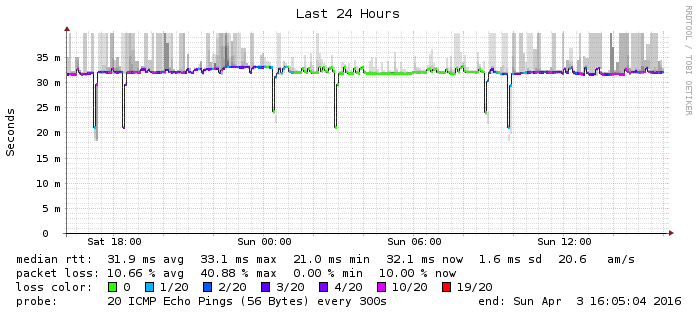 Last 24 Hours
RRDTOOL / TOBI OETIKER
Seconds
35 m
30 m
25 m
20 m
15 m
10 m
5 m
0
Sat 18:00 Sun 00:00 Sun 06:00 Sun 12:00
median rtt: 31.9 ms avg 33.1 ms max 21.0 ms min 32.1 ms now 1.6 ms sd 20.6 am/s
packet loss: 10.66 % avg 40.88 % max 0.00 % min 10.00 % now
loss color: 0 1/20 2/20 3/20 4/20 10/20 19/20
probe: 20 ICMP Echo Pings (56 Bytes) every 300s end: Sun Apr 3 16:05:04 2016